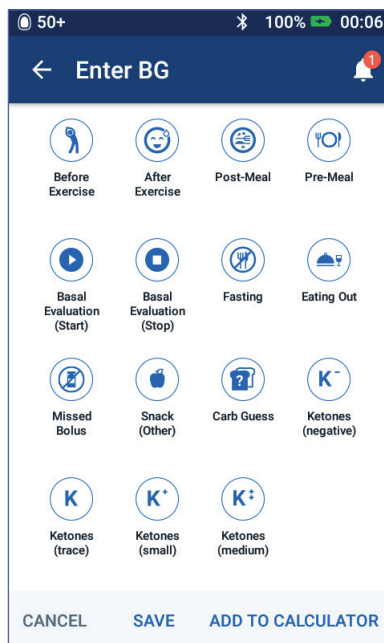 50+ 100% 00:06
← Enter BG 1
Before Exercise
After Exercise
Post-Meal
Pre-Meal
Basal Evaluation (Start)
Basal Evaluation (Stop)
Fasting
Eating Out
Missed Bolus
Snack (Other)
? Carb Guess
K⁻ Ketones (negative)
K Ketones (trace)
K⁺ Ketones (small)
K‡ Ketones (medium)
CANCEL SAVE ADD TO CALCULATOR